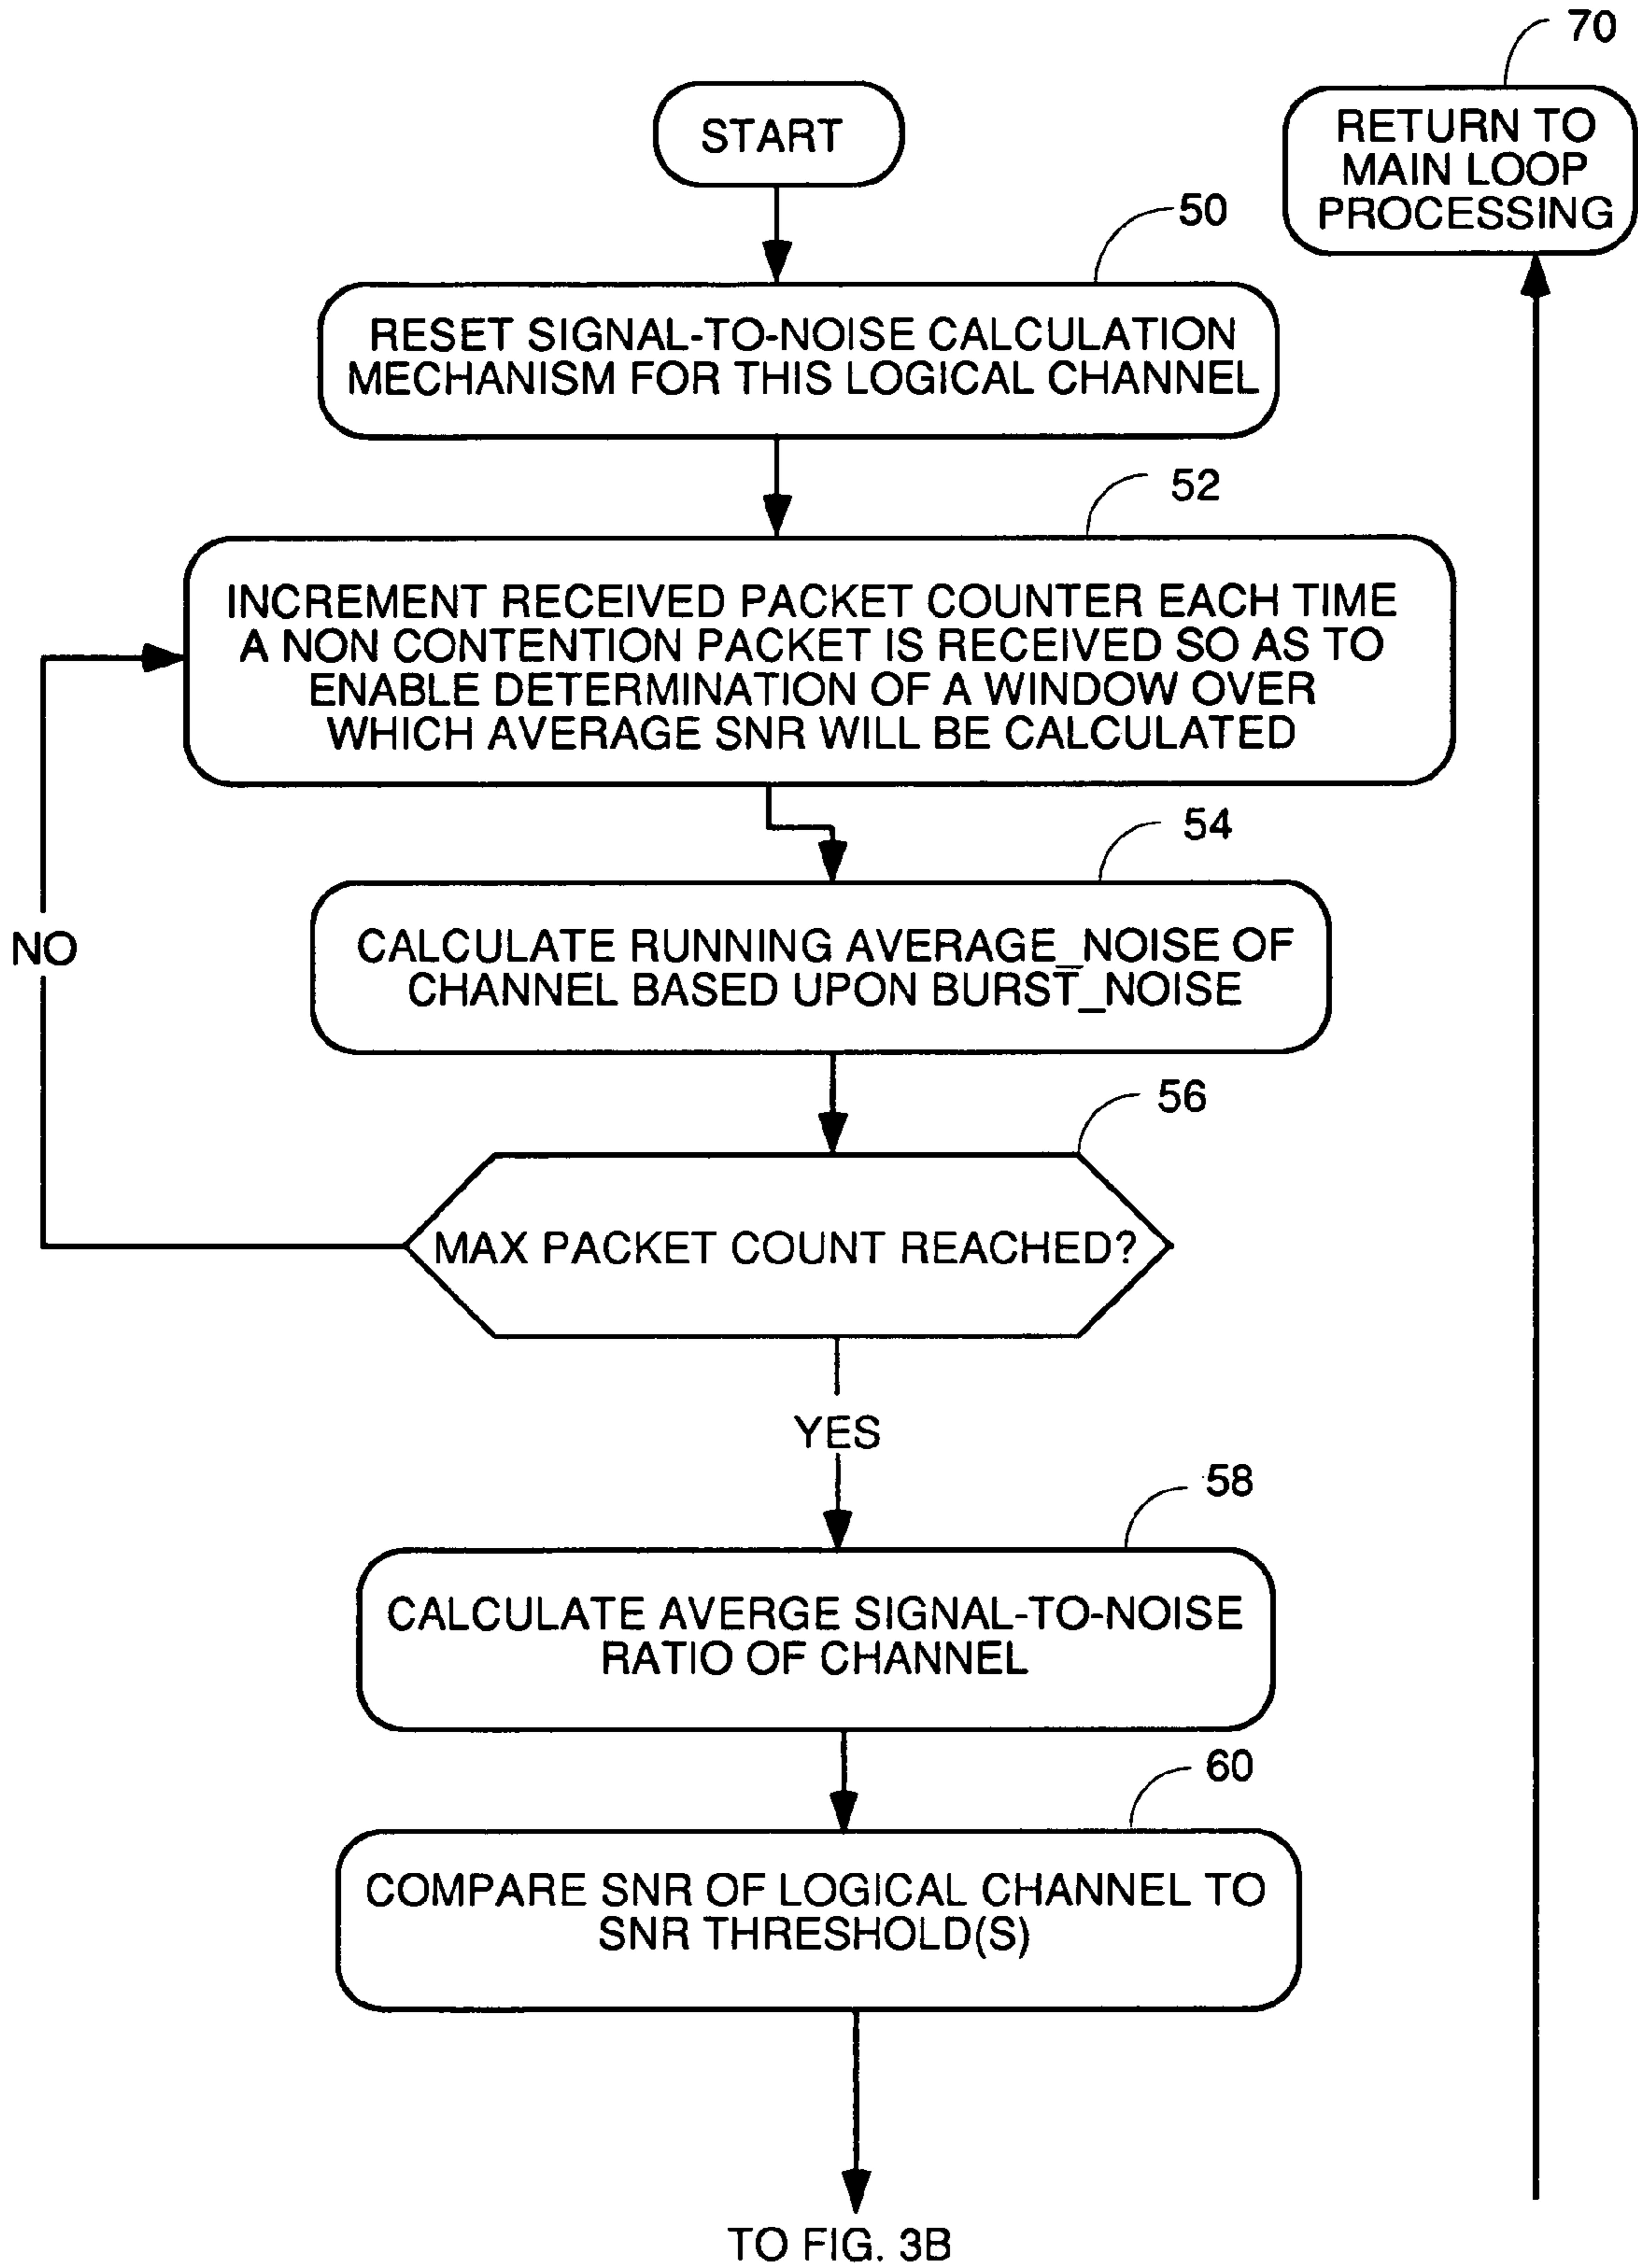 70
START
RETURN TO
MAIN LOOP
PROCESSING
50
RESET SIGNAL-TO-NOISE CALCULATION
MECHANISM FOR THIS LOGICAL CHANNEL
52
INCREMENT RECEIVED PACKET COUNTER EACH TIME
A NON CONTENTION PACKET IS RECEIVED SO AS TO
ENABLE DETERMINATION OF A WINDOW OVER
WHICH AVERAGE SNR WILL BE CALCULATED
54
NO
CALCULATE RUNNING AVERAGE_NOISE OF
CHANNEL BASED UPON BURST_NOISE
56
MAX PACKET COUNT REACHED?
YES
58
CALCULATE AVERGE SIGNAL-TO-NOISE
RATIO OF CHANNEL
60
COMPARE SNR OF LOGICAL CHANNEL TO
SNR THRESHOLD(S)
TO FIG. 3B